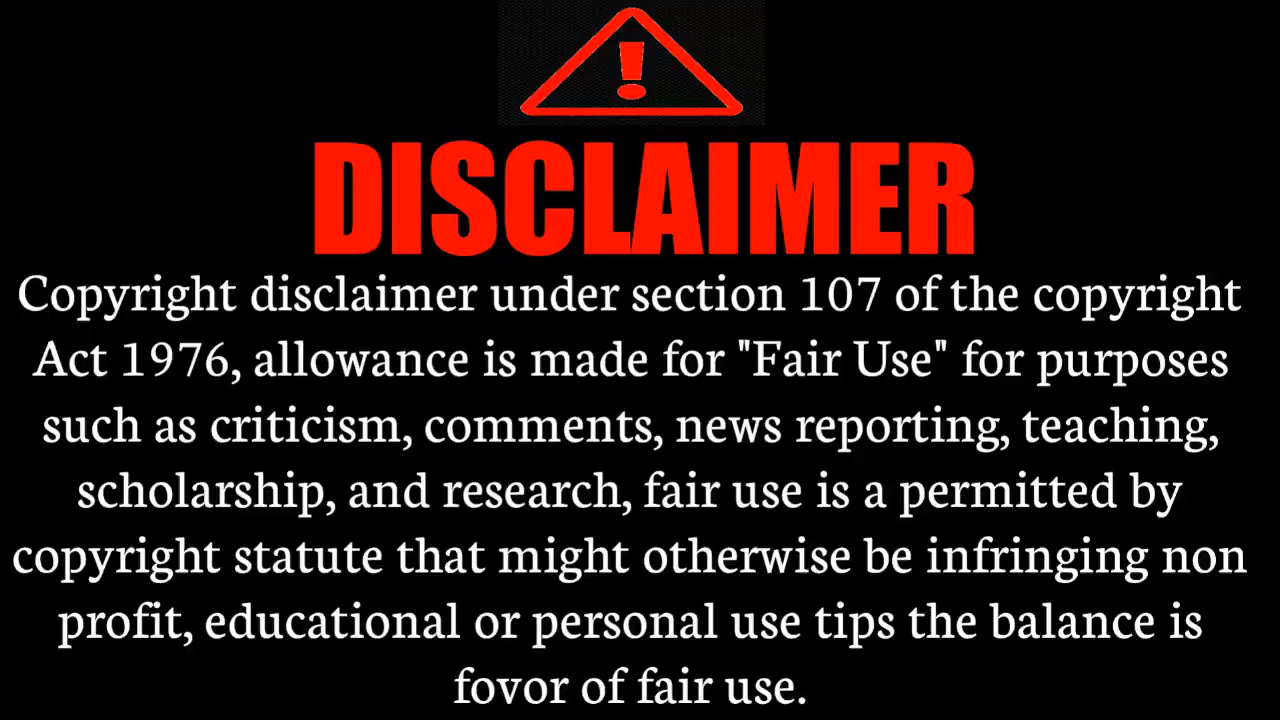 DISCLAIMER
Copyright disclaimer under section 107 of the copyright
Act 1976, allowance is made for "Fair Use" for purposes
such as criticism, comments, news reporting, teaching,
scholarship, and research, fair use is a permitted by
copyright statute that might otherwise be infringing non
profit, educational or personal use tips the balance is
fovor of fair use.